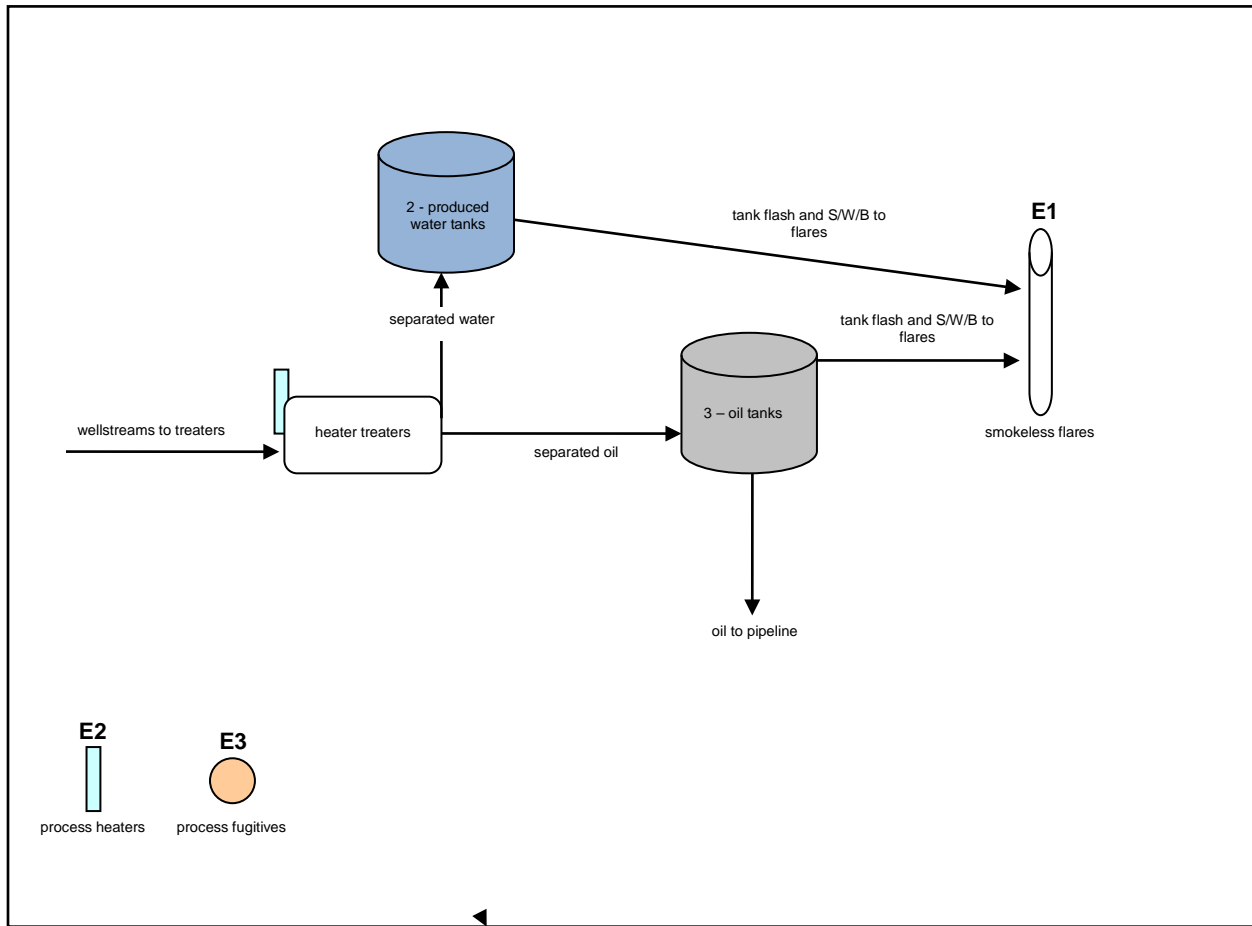 2 - produced
water tanks
tank flash and S/W/B to
flares
E1
separated water
tank flash and S/W/B to
flares
3 – oil tanks
wellstreams to treaters
heater treaters
separated oil
smokeless flares
oil to pipeline
E2
E3
process heaters
process fugitives